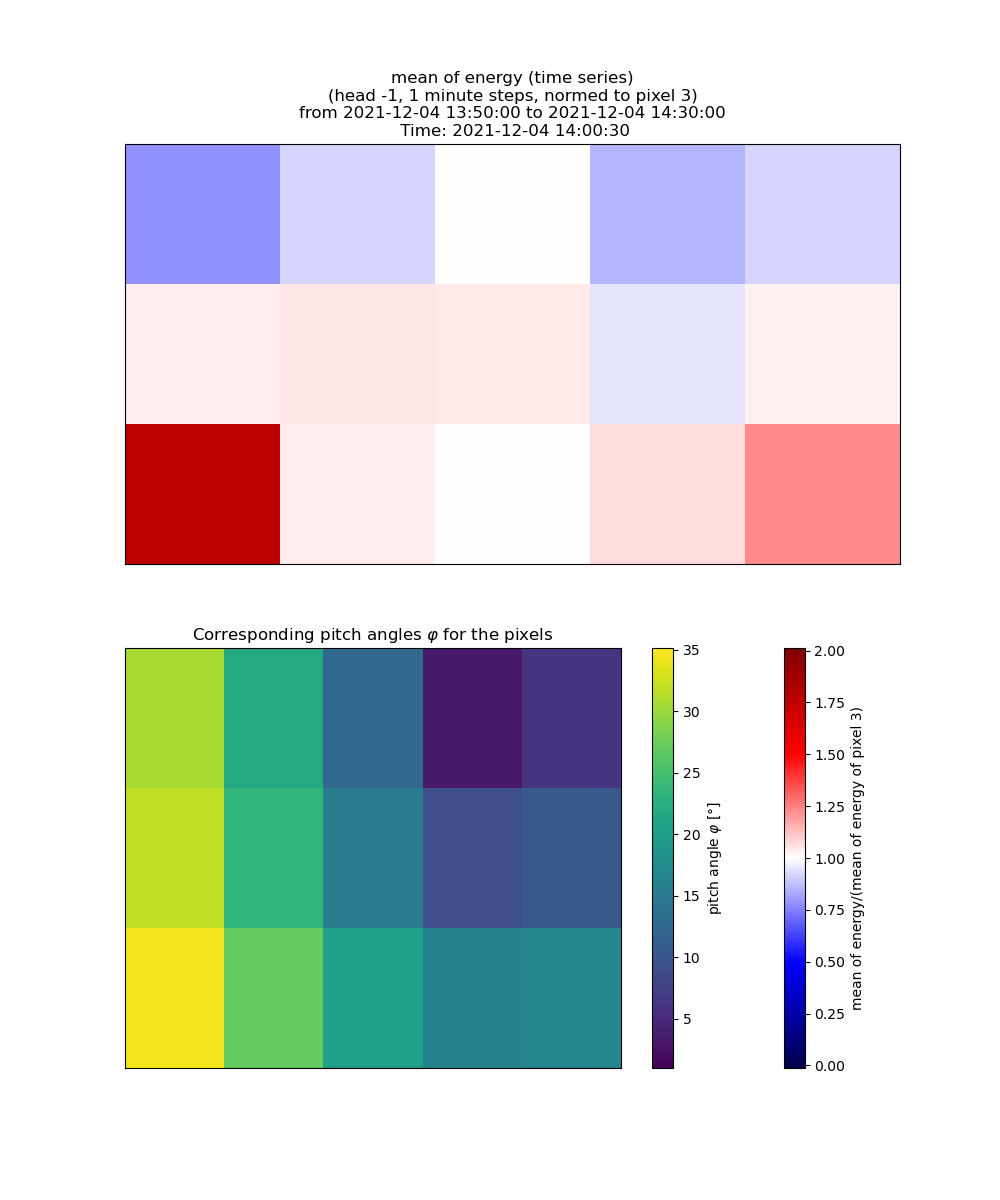 mean of energy (time series)
(head -1, 1 minute steps, normed to pixel 3)
from 2021-12-04 13:50:00 to 2021-12-04 14:30:00
Time: 2021-12-04 14:00:30
Corresponding pitch angles φ for the pixels
35
30
25
20
15
10
5
pitch angle φ [°]
2.00
1.75
1.50
1.25
1.00
0.75
0.50
0.25
0.00
mean of energy/(mean of energy of pixel 3)